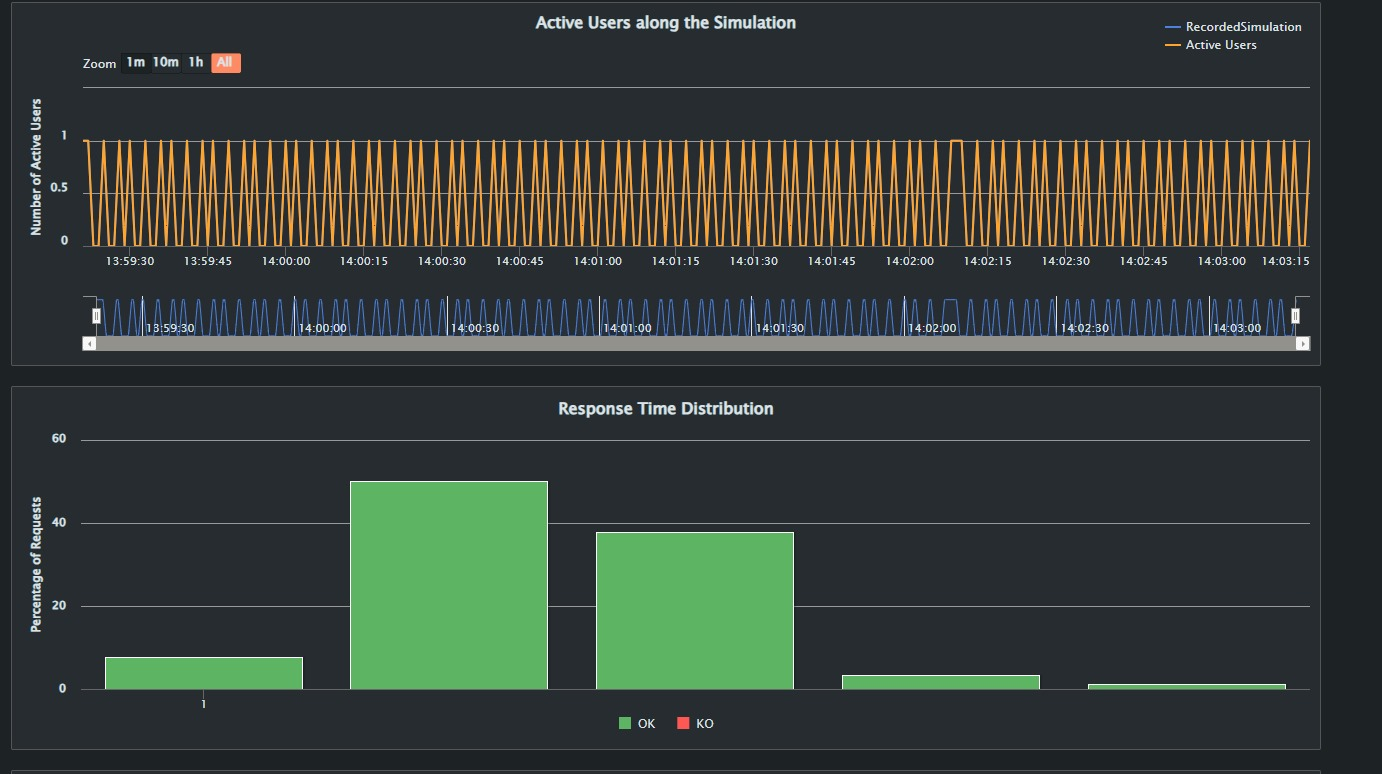 Active Users along the Simulation
RecordedSimulation
Active Users
Zoom 1m 10m 1h All
Number of Active Users
1
0.5
0
13:59:30 13:59:45 14:00:00 14:00:15 14:00:30 14:00:45 14:01:00 14:01:15 14:01:30 14:01:45 14:02:00 14:02:15 14:02:30 14:02:45 14:03:00 14:03:15
13:59:30 14:00:00 14:00:30 14:01:00 14:01:30 14:02:00 14:02:30 14:03:00
Response Time Distribution
Percentage of Requests
60
40
20
0
1
OK KO